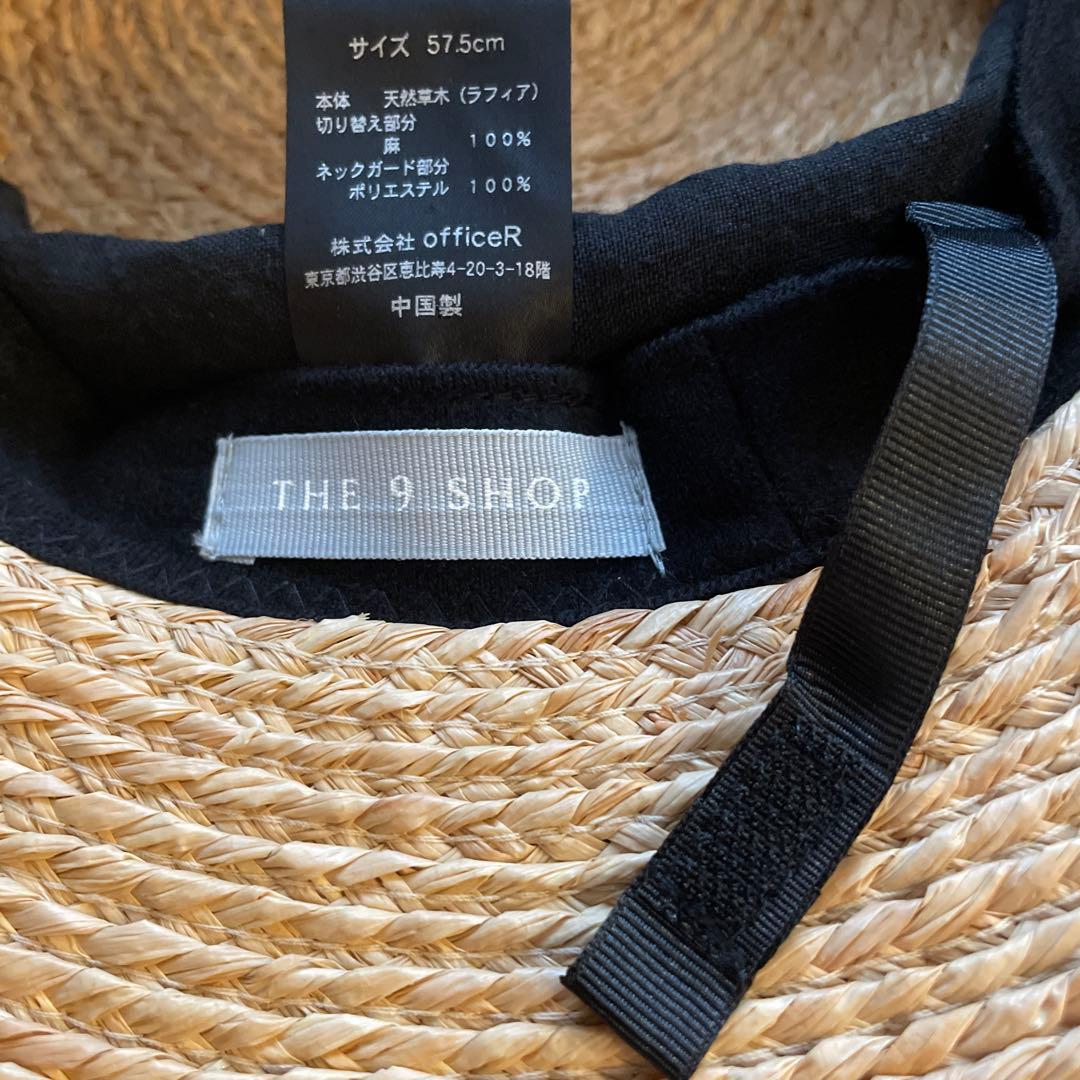 サイズ 57.5cm
本体 天然草木（ラフィア）
切り替え部分
麻 100%
ネックガード部分
ポリエステル 100%
株式会社 officeR
東京都渋谷区恵比寿4-20-3-18階
中国製
THE 9 SHOP